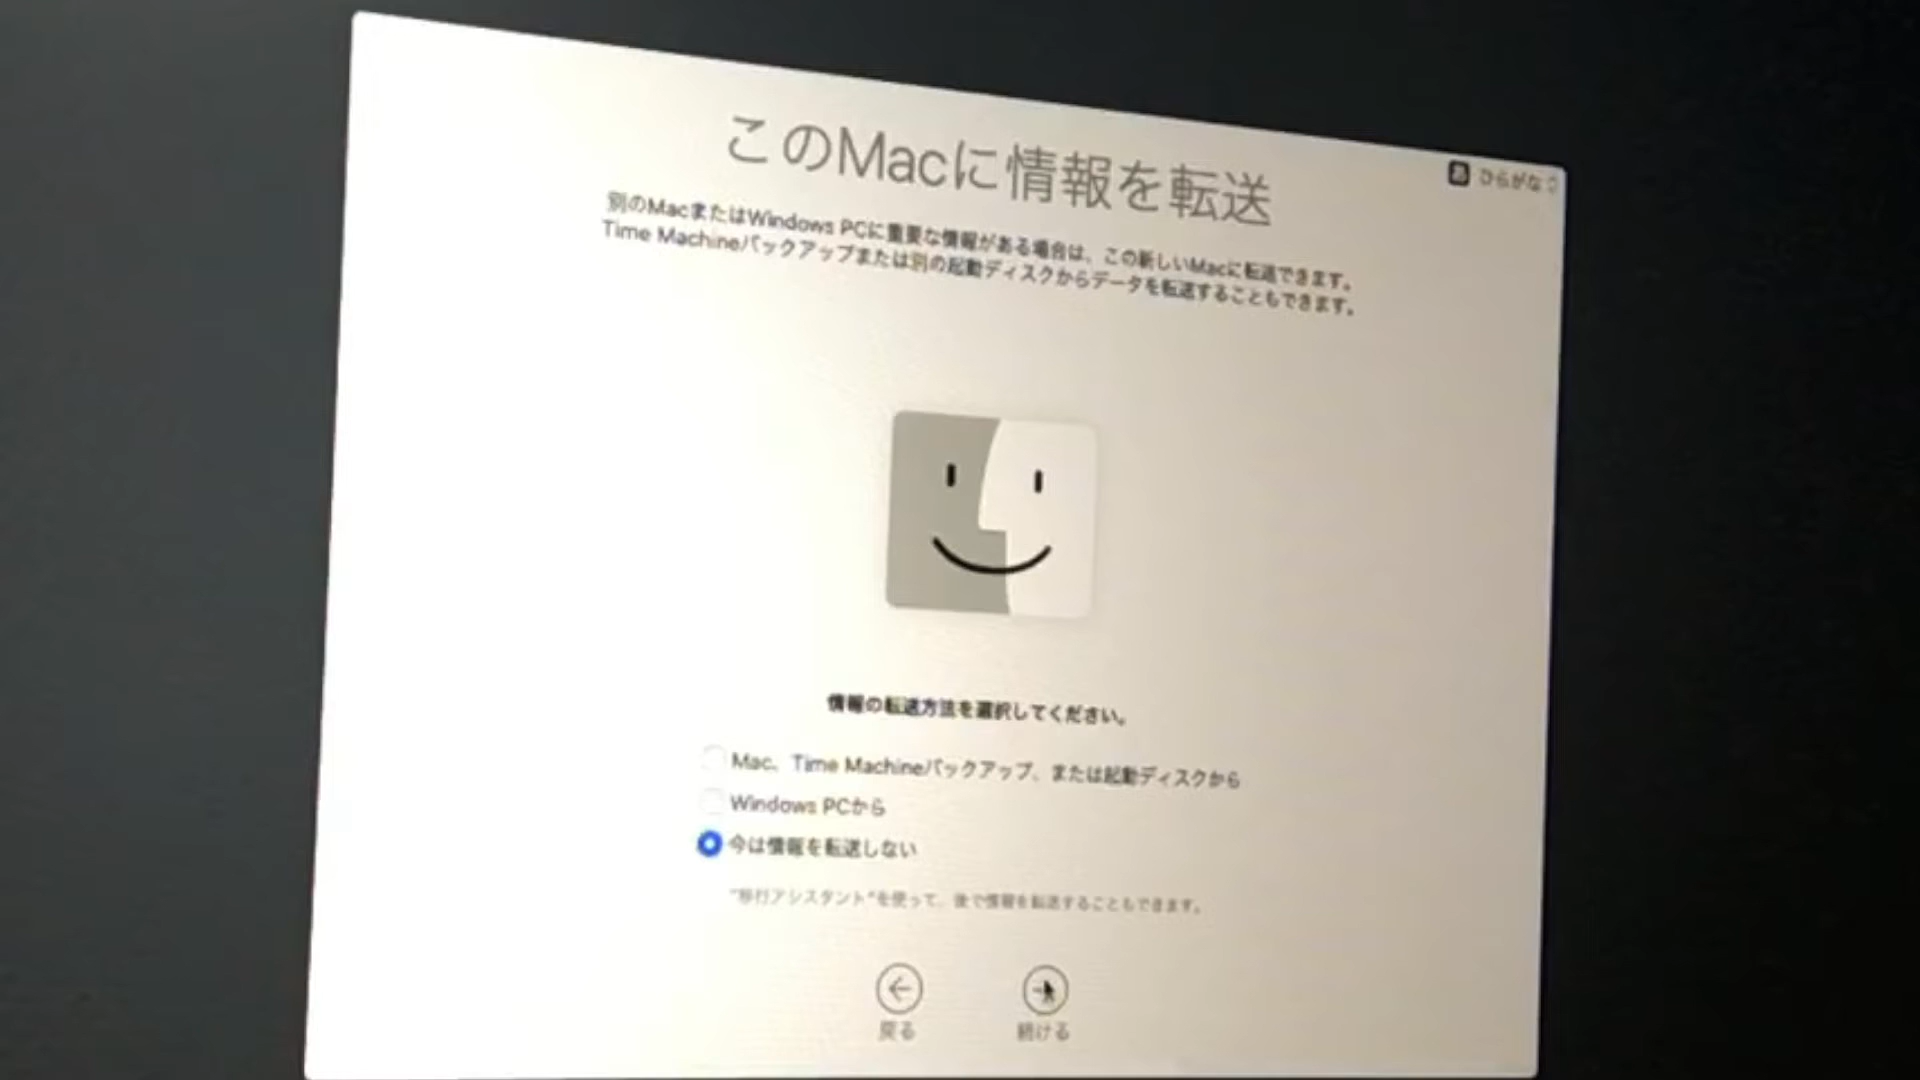 このMacに情報を転送
あ ひらがな
別のMacまたはWindows PCに重要な情報がある場合は、この新しいMacに転送できます。
Time Machineバックアップまたは別の起動ディスクからデータを転送することもできます。
情報の転送方法を選択してください。
Mac、Time Machineバックアップ、または起動ディスクから
Windows PCから
今は情報を転送しない
"移行アシスタント"を使って、後で情報を転送することもできます。
戻る
続ける